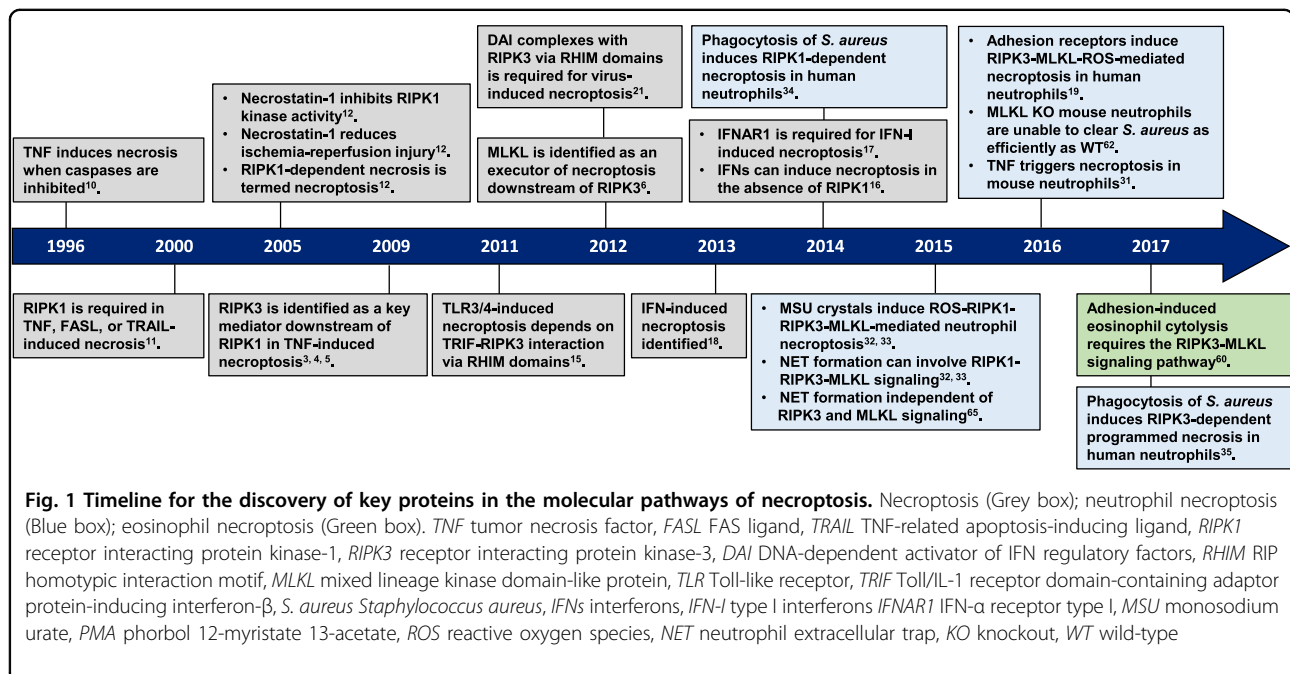 DAI complexes with
RIPK3 via RHIM domains
is required for virus-
induced necroptosis21.
Phagocytosis of S. aureus
induces RIPK1-dependent
necroptosis in human
neutrophils34.
• Adhesion receptors induce
RIPK3-MLKL-ROS-mediated
necroptosis in human
neutrophils19.
• MLKL KO mouse neutrophils
are unable to clear S. aureus as
efficiently as WT62.
• TNF triggers necroptosis in
mouse neutrophils31.
• Necrostatin-1 inhibits RIPK1
kinase activity12.
• Necrostatin-1 reduces
ischemia-reperfusion injury12.
• RIPK1-dependent necrosis is
termed necroptosis12.
TNF induces necrosis
when caspases are
inhibited10.
MLKL is identified as an
executor of necroptosis
downstream of RIPK36.
• IFNAR1 is required for IFN-I
induced necroptosis17.
• IFNs can induce necroptosis in
the absence of RIPK116.
1996 2000 2005 2009 2011 2012 2013 2014 2015 2016 2017
RIPK1 is required in
TNF, FASL, or TRAIL-
induced necrosis11.
RIPK3 is identified as a key
mediator downstream of
RIPK1 in TNF-induced
necroptosis3, 4, 5.
TLR3/4-induced
necroptosis depends on
TRIF-RIPK3 interaction
via RHIM domains15.
IFN-induced
necroptosis
identified18.
• MSU crystals induce ROS-RIPK1-
RIPK3-MLKL-mediated neutrophil
necroptosis32, 33.
• NET formation can involve RIPK1-
RIPK3-MLKL signaling32, 33.
• NET formation independent of
RIPK3 and MLKL signaling65.
Adhesion-induced
eosinophil cytolysis
requires the RIPK3-MLKL
signaling pathway60.
Phagocytosis of S. aureus
induces RIPK3-dependent
programmed necrosis in
human neutrophils35.
Fig. 1 Timeline for the discovery of key proteins in the molecular pathways of necroptosis. Necroptosis (Grey box); neutrophil necroptosis
(Blue box); eosinophil necroptosis (Green box). TNF tumor necrosis factor, FASL FAS ligand, TRAIL TNF-related apoptosis-inducing ligand, RIPK1
receptor interacting protein kinase-1, RIPK3 receptor interacting protein kinase-3, DAI DNA-dependent activator of IFN regulatory factors, RHIM RIP
homotypic interaction motif, MLKL mixed lineage kinase domain-like protein, TLR Toll-like receptor, TRIF Toll/IL-1 receptor domain-containing adaptor
protein-inducing interferon-β, S. aureus Staphylococcus aureus, IFNs interferons, IFN-I type I interferons IFNAR1 IFN-α receptor type I, MSU monosodium
urate, PMA phorbol 12-myristate 13-acetate, ROS reactive oxygen species, NET neutrophil extracellular trap, KO knockout, WT wild-type